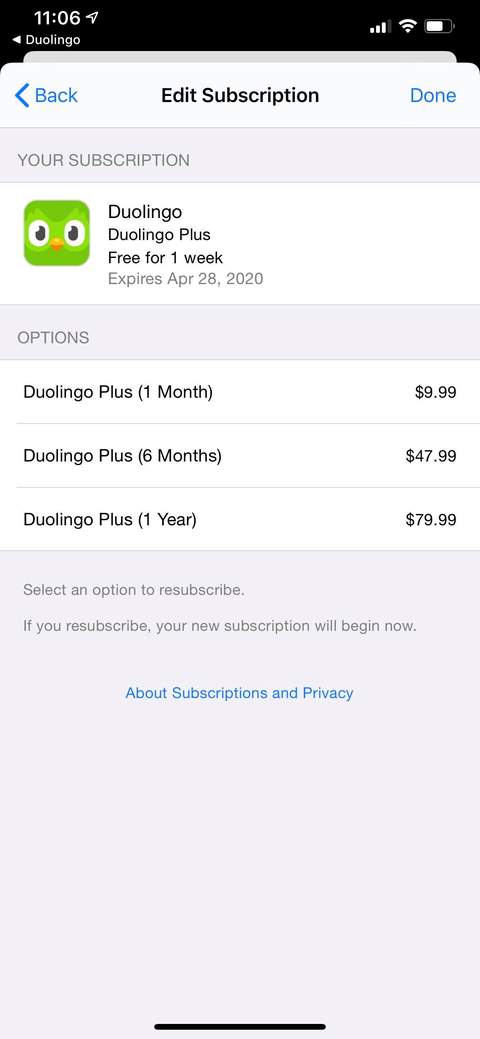 11:06
◀ Duolingo
Back Edit Subscription Done
YOUR SUBSCRIPTION
Duolingo
Duolingo Plus
Free for 1 week
Expires Apr 28, 2020
OPTIONS
Duolingo Plus (1 Month) $9.99
Duolingo Plus (6 Months) $47.99
Duolingo Plus (1 Year) $79.99
Select an option to resubscribe.
If you resubscribe, your new subscription will begin now.
About Subscriptions and Privacy